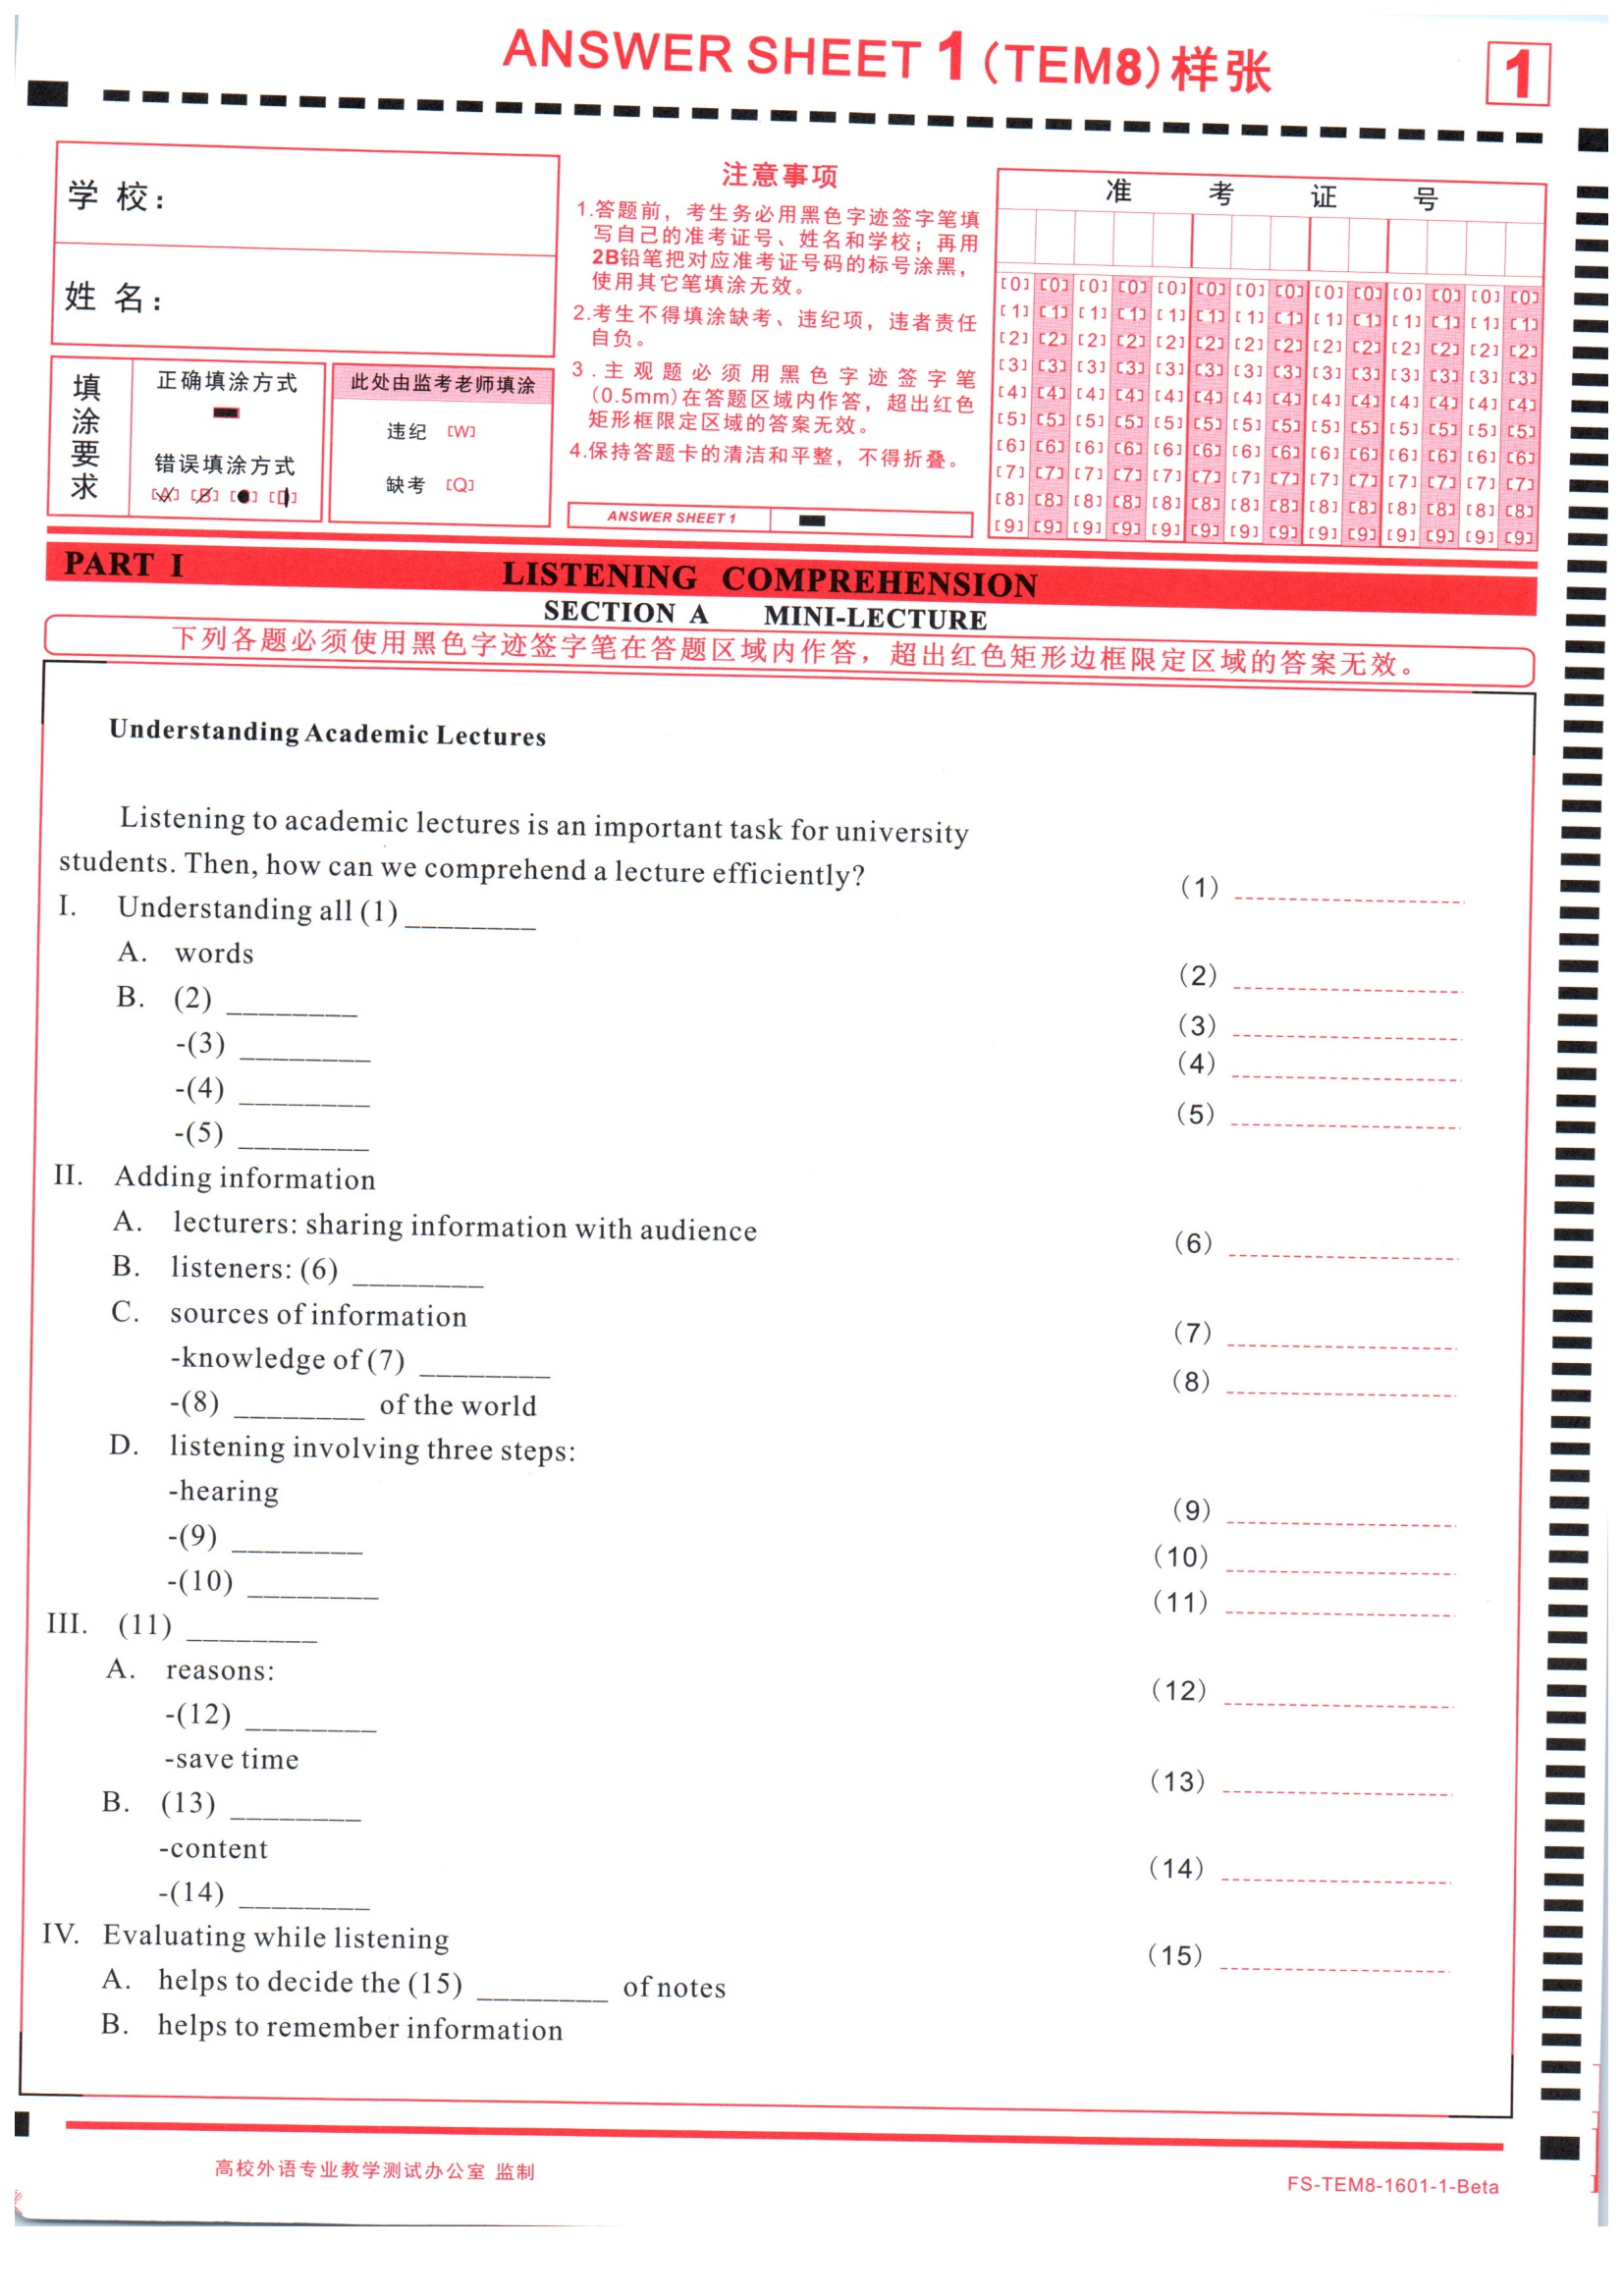 ANSWER SHEET 1 (TEM8) 样张
1
学 校：
姓 名：
填涂要求
正确填涂方式
错误填涂方式
[A] [B] [C] [D]
此处由监考老师填涂
违纪 [W]
缺考 [Q]
注意事项
1.答题前，考生务必用黑色字迹签字笔填
写自己的准考证号、姓名和学校；再用
2B铅笔把对应准考证号码的标号涂黑，
使用其它笔填涂无效。
2.考生不得填涂缺考、违纪项，违者责任
自负。
3.主观题必须用黑色字迹签字笔
(0.5mm)在答题区域内作答，超出红色
矩形框限定区域的答案无效。
4.保持答题卡的清洁和平整，不得折叠。
ANSWER SHEET 1
准 考 证 号
[0] [0] [0] [0] [0] [0] [0] [0] [0] [0] [0] [0] [0] [0]
[1] [1] [1] [1] [1] [1] [1] [1] [1] [1] [1] [1] [1] [1]
[2] [2] [2] [2] [2] [2] [2] [2] [2] [2] [2] [2] [2] [2]
[3] [3] [3] [3] [3] [3] [3] [3] [3] [3] [3] [3] [3] [3]
[4] [4] [4] [4] [4] [4] [4] [4] [4] [4] [4] [4] [4] [4]
[5] [5] [5] [5] [5] [5] [5] [5] [5] [5] [5] [5] [5] [5]
[6] [6] [6] [6] [6] [6] [6] [6] [6] [6] [6] [6] [6] [6]
[7] [7] [7] [7] [7] [7] [7] [7] [7] [7] [7] [7] [7] [7]
[8] [8] [8] [8] [8] [8] [8] [8] [8] [8] [8] [8] [8] [8]
[9] [9] [9] [9] [9] [9] [9] [9] [9] [9] [9] [9] [9] [9]
PART I LISTENING COMPREHENSION
SECTION A MINI-LECTURE
下列各题必须使用黑色字迹签字笔在答题区域内作答，超出红色矩形边框限定区域的答案无效。
Understanding Academic Lectures
Listening to academic lectures is an important task for university
students. Then, how can we comprehend a lecture efficiently?
I. Understanding all (1) ________
A. words
B. (2) ________
-(3) ________
-(4) ________
-(5) ________
II. Adding information
A. lecturers: sharing information with audience
B. listeners: (6) ________
C. sources of information
-knowledge of (7) ________
-(8) ________ of the world
D. listening involving three steps:
-hearing
-(9) ________
-(10) ________
III. (11) ________
A. reasons:
-(12) ________
-save time
B. (13) ________
-content
-(14) ________
IV. Evaluating while listening
A. helps to decide the (15) ________ of notes
B. helps to remember information
(1)
(2)
(3)
(4)
(5)
(6)
(7)
(8)
(9)
(10)
(11)
(12)
(13)
(14)
(15)
高校外语专业教学测试办公室 监制
FS-TEM8-1601-1-Beta